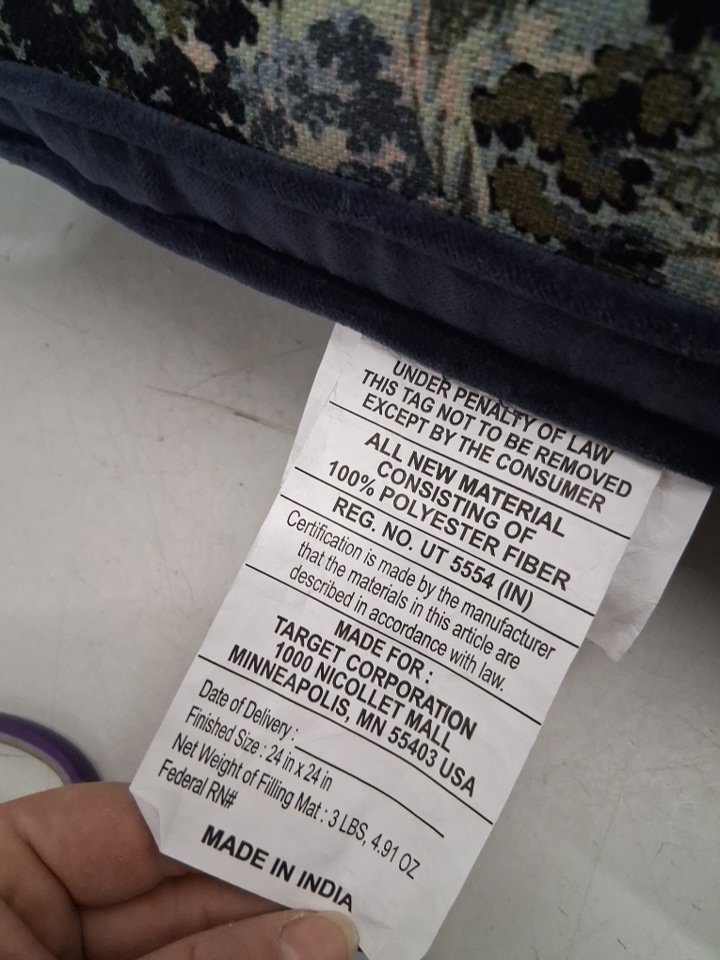 UNDER PENALTY OF LAW
THIS TAG NOT TO BE REMOVED
EXCEPT BY THE CONSUMER
ALL NEW MATERIAL
CONSISTING OF
100% POLYESTER FIBER
REG. NO. UT 5554 (IN)
Certification is made by the manufacturer
that the materials in this article are
described in accordance with law.
MADE FOR :
TARGET CORPORATION
1000 NICOLLET MALL
MINNEAPOLIS, MN 55403 USA
Date of Delivery :
Finished Size : 24 in x 24 in
Net Weight of Filling Mat : 3 LBS, 4.91 OZ
Federal RN#
MADE IN INDIA